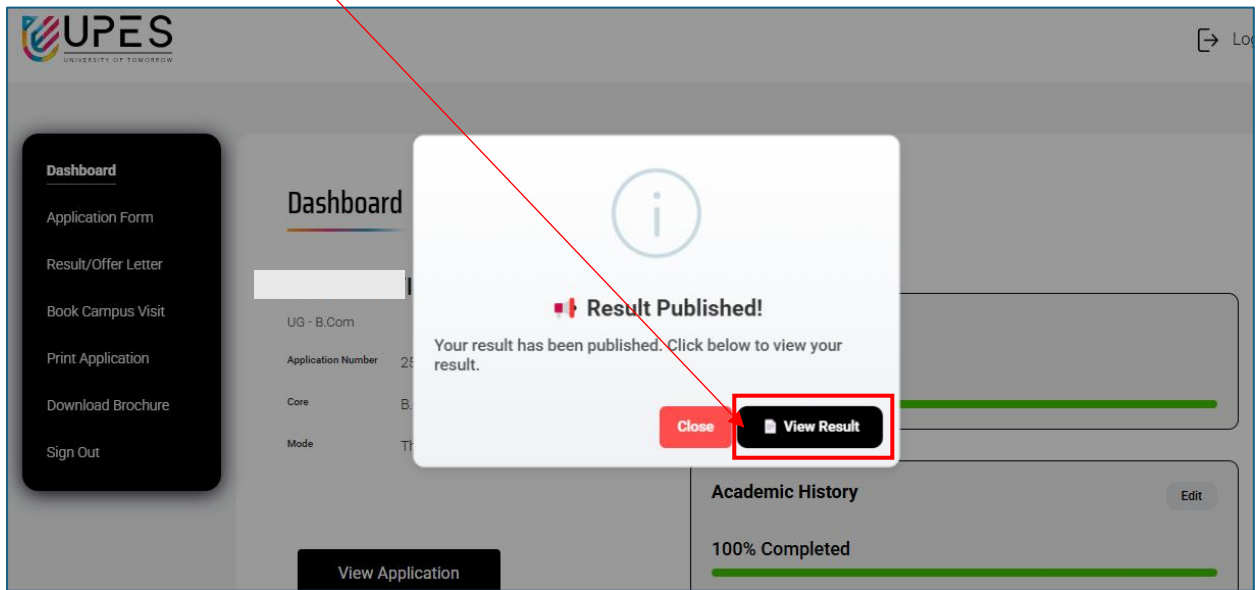 UPES
UNIVERSITY OF TOMORROW
Dashboard
Application Form
Result/Offer Letter
Book Campus Visit
Print Application
Download Brochure
Sign Out
Dashboard
UG - B.Com
Application Number
Core
Mode
View Application
Result Published!
Your result has been published. Click below to view your
result.
Close
View Result
Academic History
Edit
100% Completed